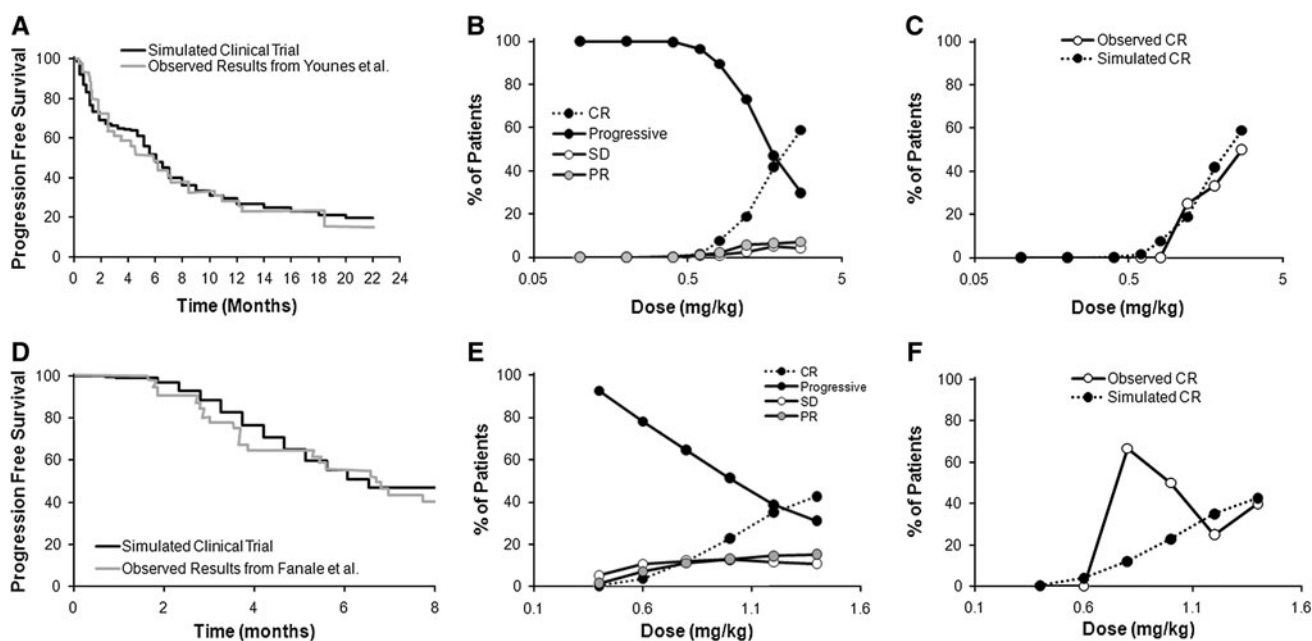 A
Progression Free Survival
100
80
60
40
20
0
Simulated Clinical Trial
Observed Results from Younes et al.
0 2 4 6 8 10 12 14 16 18 20 22 24
Time (Months)
B
% of Patients
100
80
60
40
20
0
CR
Progressive
SD
PR
0.05 0.5 5
Dose (mg/kg)
C
% of Patients
100
80
60
40
20
0
Observed CR
Simulated CR
0.05 0.5 5
Dose (mg/kg)
D
Progression Free Survival
100
80
60
40
20
0
Simulated Clinical Trial
Observed Results from Fanale et al.
0 2 4 6 8
Time (months)
E
% of Patients
100
80
60
40
20
0
CR
Progressive
SD
PR
0.1 0.6 1.1 1.6
Dose (mg/kg)
F
% of Patients
100
80
60
40
20
0
Observed CR
Simulated CR
0.1 0.6 1.1 1.6
Dose (mg/kg)